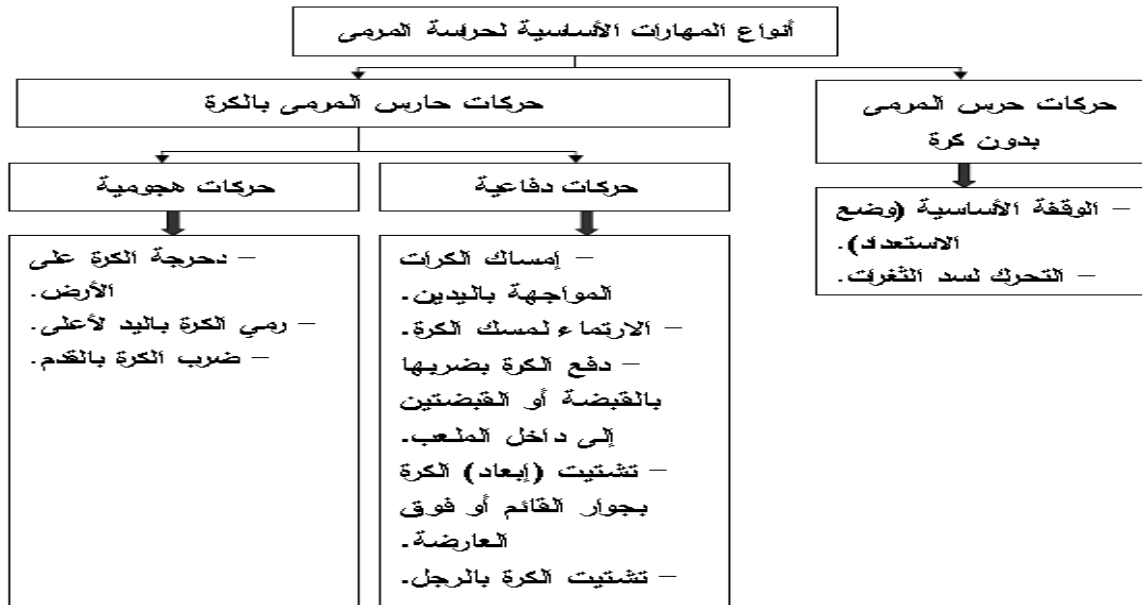 أنواع المهارات الأساسية لحراسة المرمى
حركات حرس المرمى
بدون كرة
– الوقفة الأساسية (وضع
الاستعداد).
– التحرك لسد الثغرات.
حركات حارس المرمى بالكرة
حركات دفاعية
– إمساك الكرات
المواجهة باليدين.
– الارتماء لمسك الكرة.
– دفع الكرة بضربها
بالقبضة أو القبضتين
إلى داخل الملعب.
– تشتيت (إبعاد) الكرة
بجوار القائم أو فوق
العارضة.
– تشتيت الكرة بالرجل.
حركات هجومية
– دحرجة الكرة على
الأرض.
– رمي الكرة باليد لأعلى.
– ضرب الكرة بالقدم.